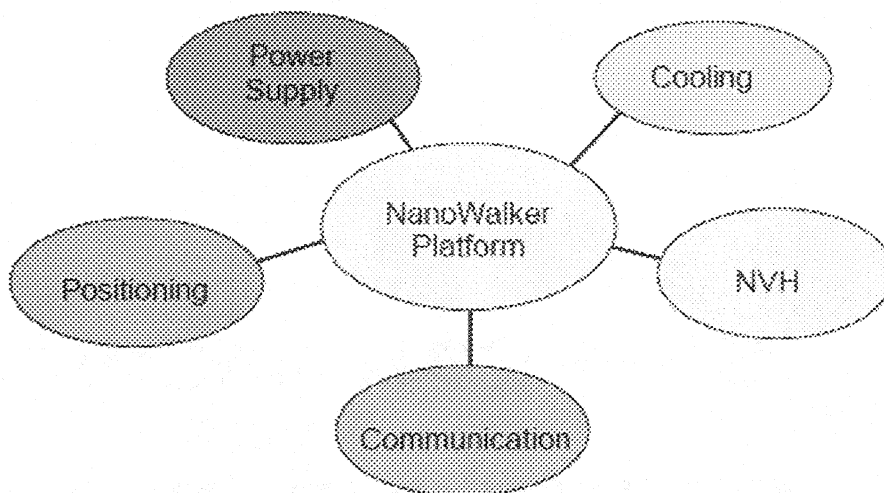 Power
Supply
Cooling
NanoWalker
Platform
Positioning
NVH
Communication